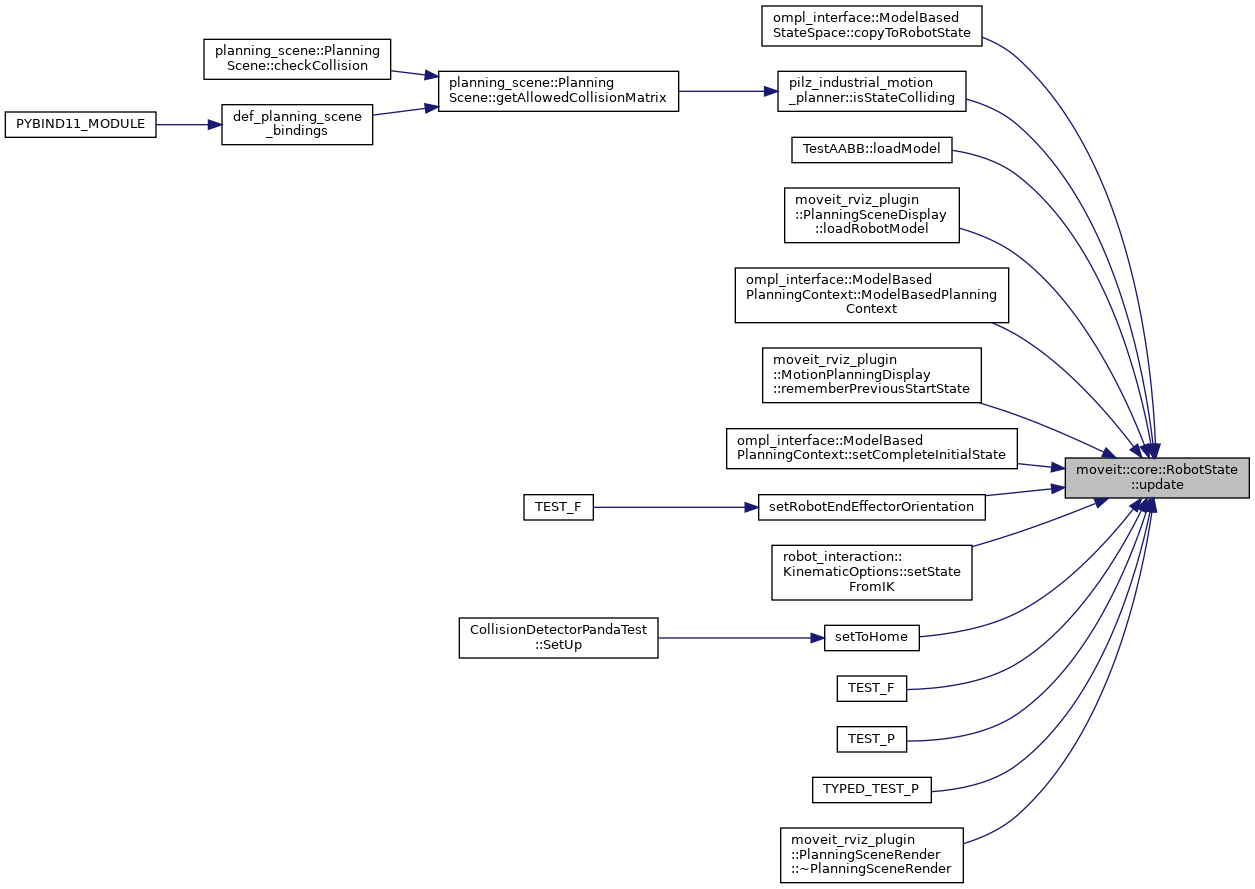 ompl_interface::ModelBased
StateSpace::copyToRobotState
planning_scene::Planning
Scene::checkCollision
planning_scene::Planning
Scene::getAllowedCollisionMatrix
pilz_industrial_motion
_planner::isStateColliding
PYBIND11_MODULE
def_planning_scene
_bindings
TestAABB::loadModel
moveit_rviz_plugin
::PlanningSceneDisplay
::loadRobotModel
ompl_interface::ModelBased
PlanningContext::ModelBasedPlanning
Context
moveit_rviz_plugin
::MotionPlanningDisplay
::rememberPreviousStartState
ompl_interface::ModelBased
PlanningContext::setCompleteInitialState
moveit::core::RobotState
::update
TEST_F
setRobotEndEffectorOrientation
robot_interaction::
KinematicOptions::setState
FromIK
CollisionDetectorPandaTest
::SetUp
setToHome
TEST_F
TEST_P
TYPED_TEST_P
moveit_rviz_plugin
::PlanningSceneRender
::~PlanningSceneRender